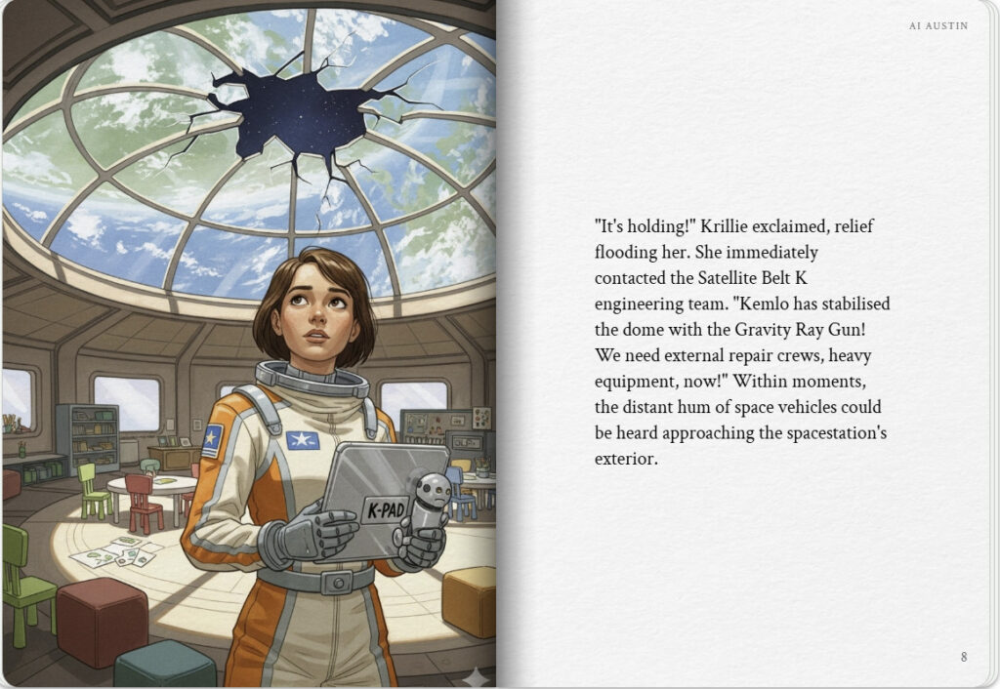 K-PAD
AI AUSTIN
"It's holding!" Krillie exclaimed, relief
flooding her. She immediately
contacted the Satellite Belt K
engineering team. "Kemlo has stabilised
the dome with the Gravity Ray Gun!
We need external repair crews, heavy
equipment, now!" Within moments,
the distant hum of space vehicles could
be heard approaching the spacestation's
exterior.
8